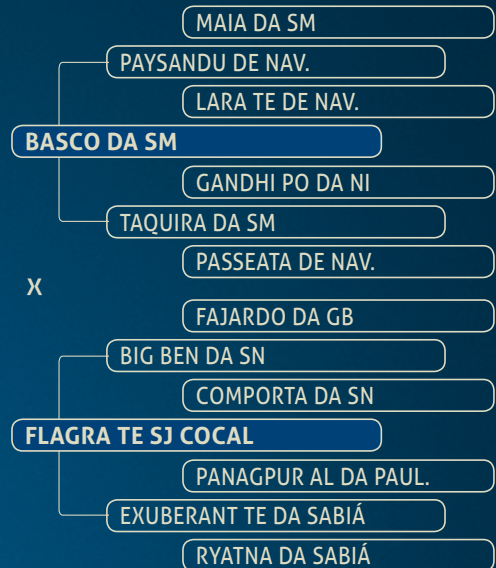 MAIA DA SM
PAYSANDU DE NAV.
LARA TE DE NAV.
BASCO DA SM
GANDHI PO DA NI
TAQUIRA DA SM
PASSEATA DE NAV.
X
FAJARDO DA GB
BIG BEN DA SN
COMPORTA DA SN
FLAGRA TE SJ COCAL
PANAGPUR AL DA PAUL.
EXUBERANT TE DA SABIÁ
RYATNA DA SABIÁ